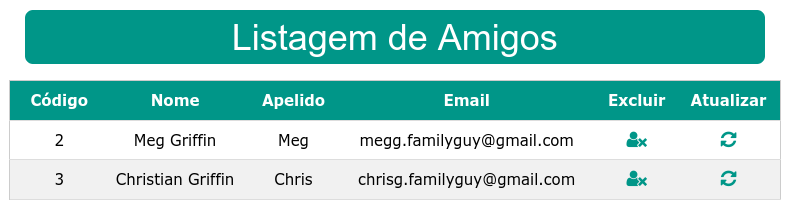 Listagem de Amigos
Código Nome Apelido Email Excluir Atualizar
2 Meg Griffin Meg megg.familyguy@gmail.com
3 Christian Griffin Chris chrisg.familyguy@gmail.com